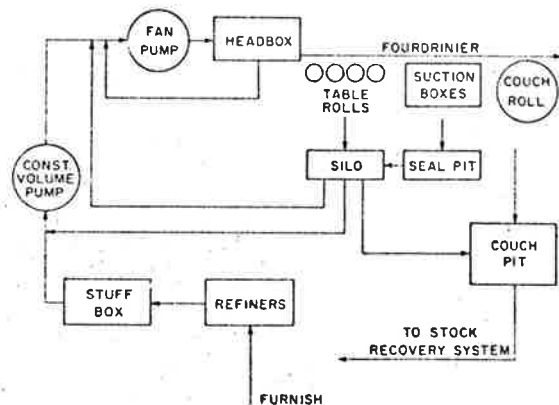 FAN
PUMP
HEADBOX
FOURDRINIER
TABLE
ROLLS
SUCTION
BOXES
COUCH
ROLL
CONST.
VOLUME
PUMP
SILO
SEAL PIT
COUCH
PIT
STUFF
BOX
REFINERS
TO STOCK
RECOVERY SYSTEM
FURNISH